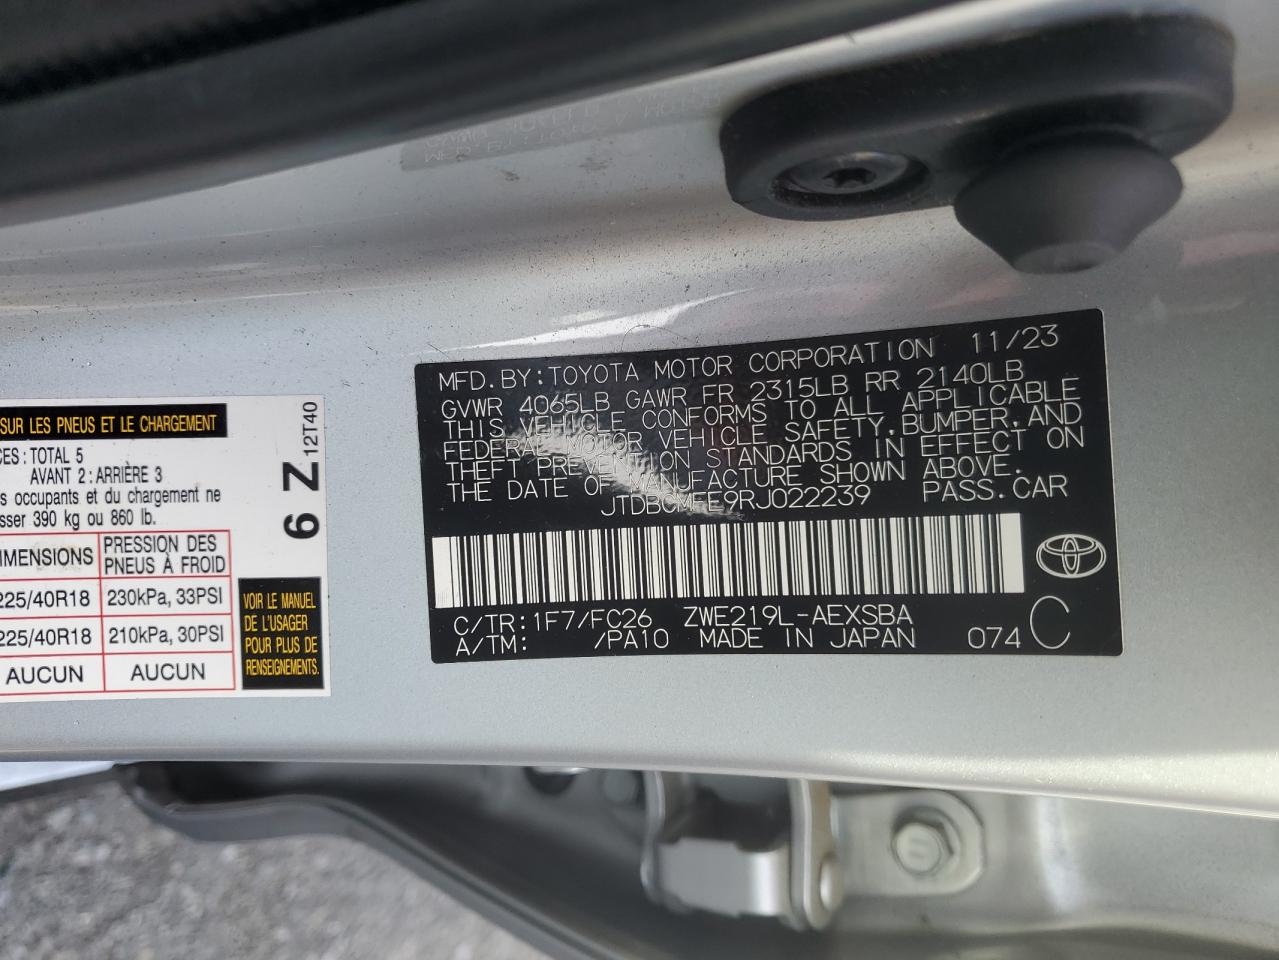 SUR LES PNEUS ET LE CHARGEMENT
CES : TOTAL 5
AVANT 2 : ARRIÈRE 3
s occupants et du chargement ne
sser 390 kg ou 860 lb.
IMENSIONS PRESSION DES PNEUS À FROID
225/40R18 230kPa, 33PSI
225/40R18 210kPa, 30PSI
AUCUN AUCUN
6 Z
12T40
VOIR LE MANUEL
DE L'USAGER
POUR PLUS DE
RENSEIGNEMENTS.
MFD. BY: TOYOTA MOTOR CORPORATION 11/23
GVWR 4065LB GAWR FR 2315LB RR 2140LB
THIS VEHICLE CONFORMS TO ALL APPLICABLE
FEDERAL MOTOR VEHICLE SAFETY, BUMPER, AND
THEFT PREVENTION STANDARDS IN EFFECT ON
THE DATE OF MANUFACTURE SHOWN ABOVE.
JTDBCMFE9RJ022239 PASS. CAR
C/TR: 1F7/FC26 ZWE219L-AEXSBA
A/TM: /PA10 MADE IN JAPAN 074 C